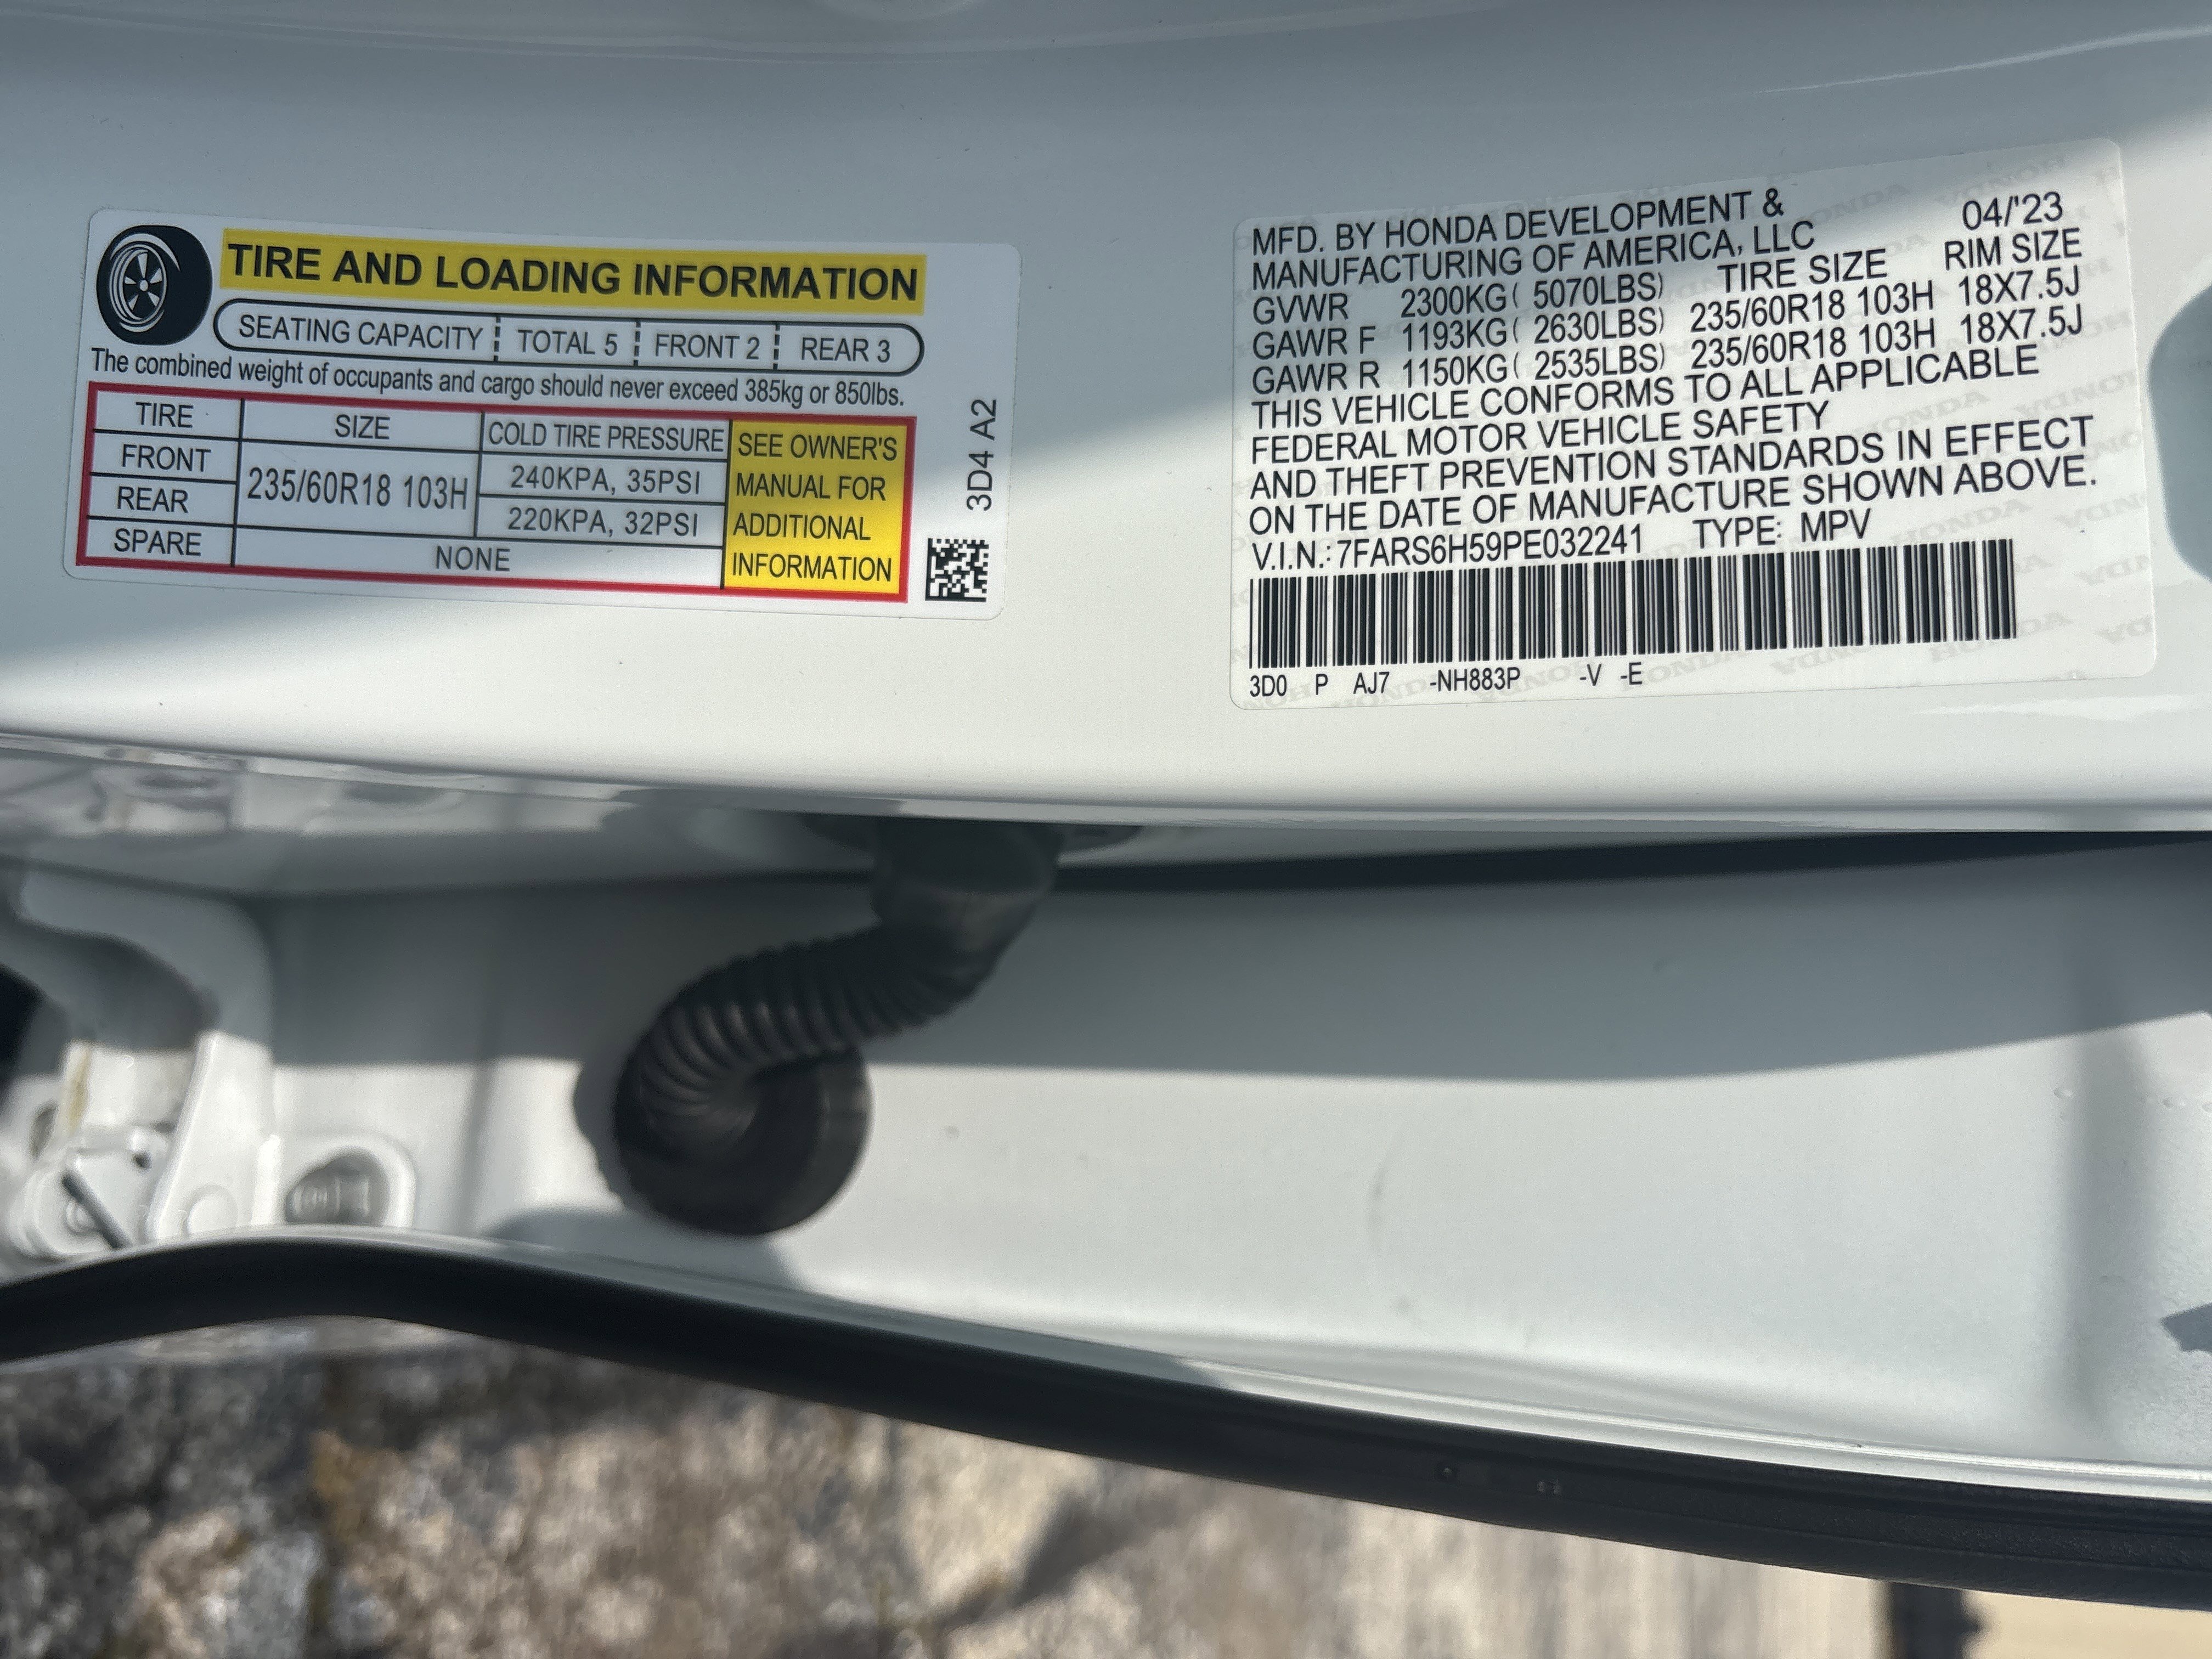 TIRE AND LOADING INFORMATION
SEATING CAPACITY TOTAL 5 FRONT 2 REAR 3
The combined weight of occupants and cargo should never exceed 385kg or 850lbs.
TIRE SIZE COLD TIRE PRESSURE
FRONT 235/60R18 103H 240KPA, 35PSI
REAR 220KPA, 32PSI
SPARE NONE
SEE OWNER'S
MANUAL FOR
ADDITIONAL
INFORMATION
3D4 A2
MFD. BY HONDA DEVELOPMENT & 04/'23
MANUFACTURING OF AMERICA, LLC
GVWR 2300KG( 5070LBS) TIRE SIZE RIM SIZE
GAWR F 1193KG( 2630LBS) 235/60R18 103H 18X7.5J
GAWR R 1150KG( 2535LBS) 235/60R18 103H 18X7.5J
THIS VEHICLE CONFORMS TO ALL APPLICABLE
FEDERAL MOTOR VEHICLE SAFETY
AND THEFT PREVENTION STANDARDS IN EFFECT
ON THE DATE OF MANUFACTURE SHOWN ABOVE.
V.I.N.: 7FARS6H59PE032241 TYPE: MPV
3D0 P AJ7 -NH883P -V -E